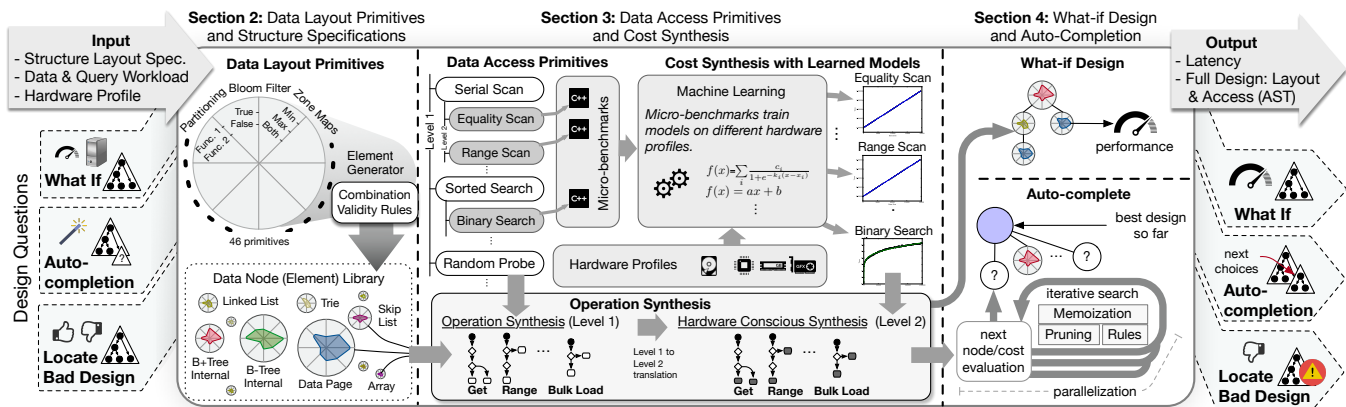 Section 2: Data Layout Primitives
and Structure Specifications
Section 3: Data Access Primitives
and Cost Synthesis
Section 4: What-if Design
and Auto-Completion
Input
- Structure Layout Spec.
- Data & Query Workload
- Hardware Profile
Output
- Latency
- Full Design: Layout
& Access (AST)
Design Questions
What If
Auto-
completion
?
Locate
Bad Design
Data Layout Primitives
Partitioning
Bloom Filter
Zone Maps
Func. 1
Func. 2
True
False
Min
Max
Both
46 primitives
Element
Generator
Combination
Validity Rules
Data Node (Element) Library
Linked List
Trie
Skip
List
B+Tree
Internal
B-Tree
Internal
Data Page
Array
Data Access Primitives
Level 1
Level 2
Serial Scan
Equality Scan
Range Scan
Sorted Search
Binary Search
Random Probe
C++
C++
C++
Micro-benchmarks
Cost Synthesis with Learned Models
Machine Learning
Micro-benchmarks train
models on different hardware
profiles.
f(x)=∑ᵢ cᵢ/(1+e^(-kᵢ(x-xᵢ)))
f(x) = ax + b
Equality Scan
Range Scan
Binary Search
Hardware Profiles
Operation Synthesis
Operation Synthesis (Level 1)
Hardware Conscious Synthesis (Level 2)
Level 1 to
Level 2
translation
Get
Range
Bulk Load
Get
Range
Bulk Load
What-if Design
performance
Auto-complete
best design
so far
?
?
iterative search
Memoization
Pruning
Rules
next
node/cost
evaluation
parallelization
What If
next
choices
Auto-
completion
Locate
Bad Design